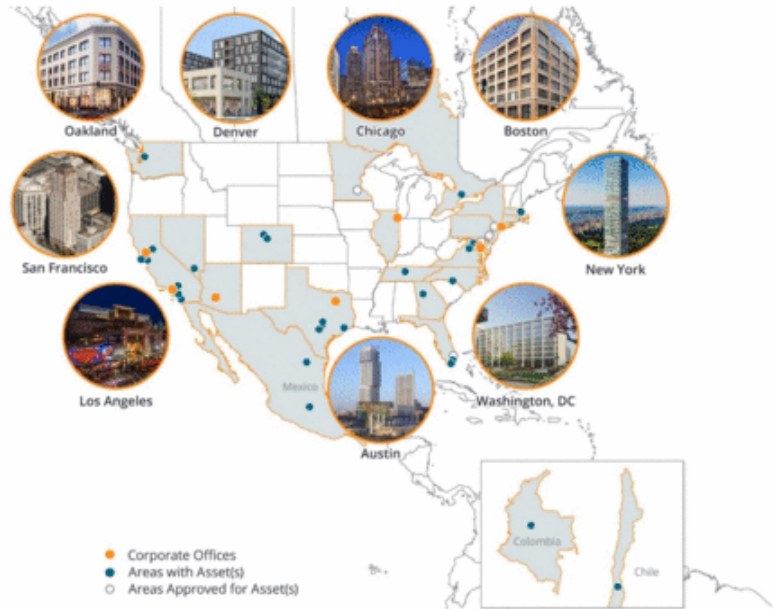 Oakland
Denver
Chicago
Boston
San Francisco
New York
Los Angeles
Mexico
Austin
Washington, DC
Colombia
Chile
Corporate Offices
Areas with Asset(s)
Areas Approved for Asset(s)